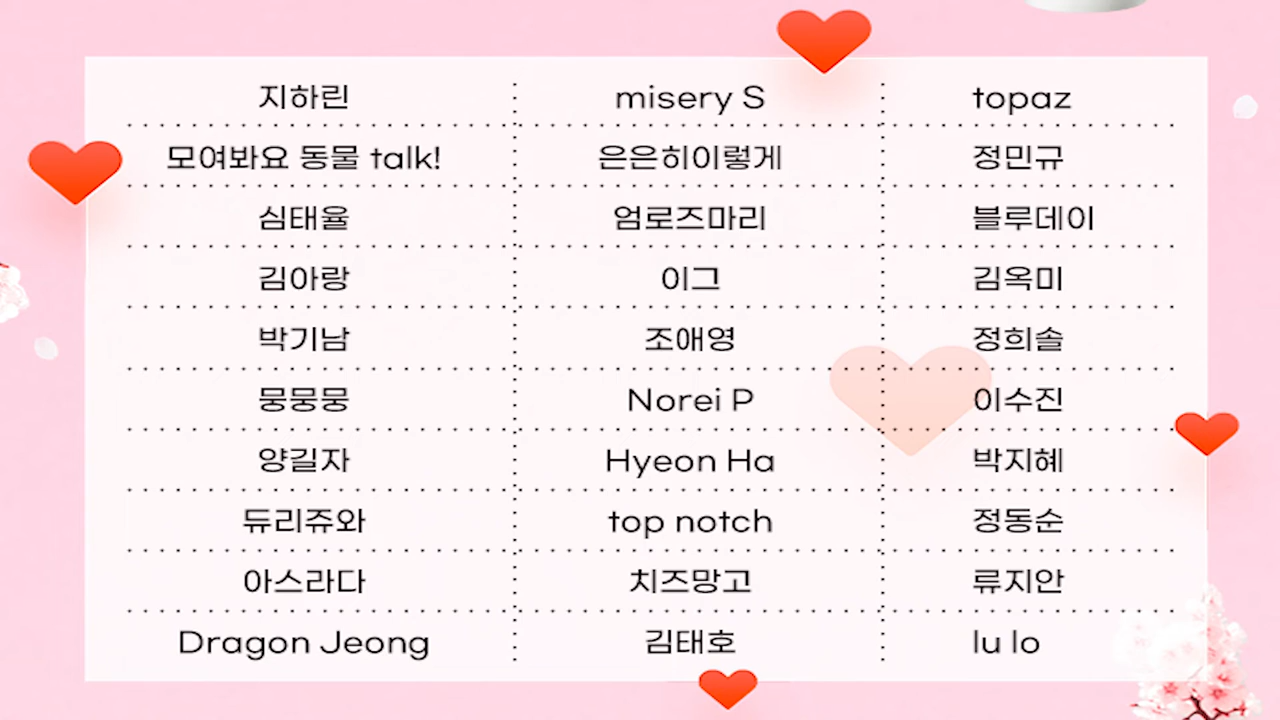 지하린 misery S topaz
모여봐요 동물 talk! 은은히이렇게 정민규
심태율 엄로즈마리 블루데이
김아랑 이그 김옥미
박기남 조애영 정희솔
뭉뭉뭉 Norei P 이수진
양길자 Hyeon Ha 박지혜
듀리쥬와 top notch 정동순
아스라다 치즈망고 류지안
Dragon Jeong 김태호 lu lo